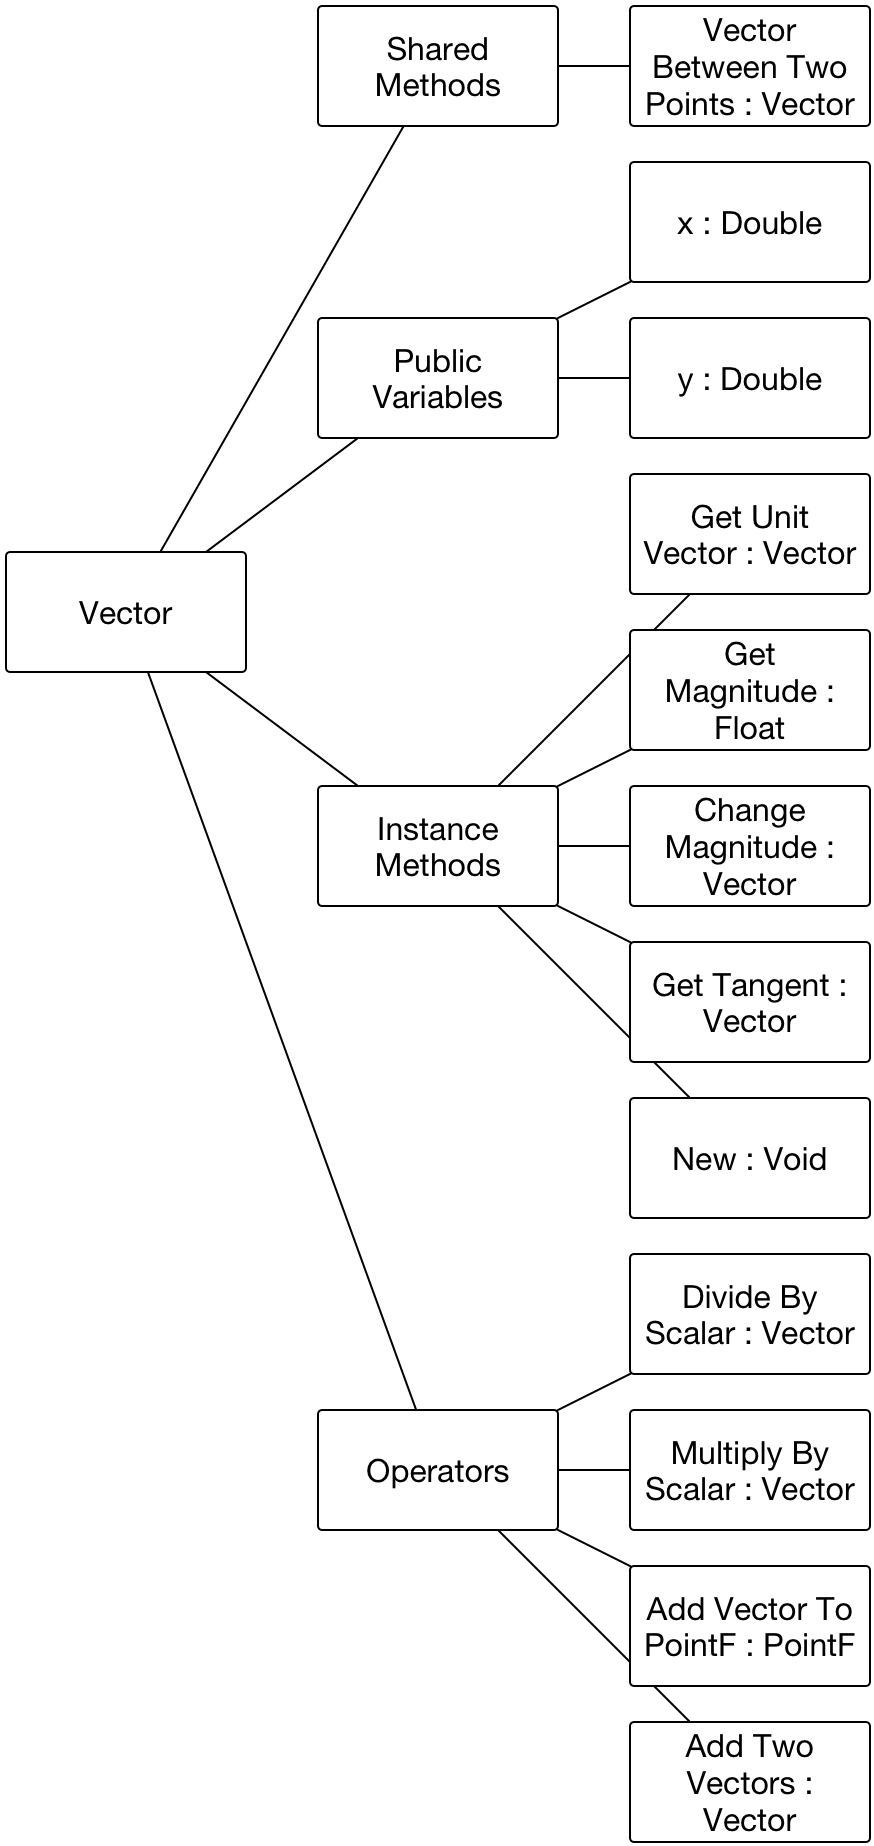 Shared
Methods
Vector
Between Two
Points : Vector
x : Double
Public
Variables
y : Double
Get Unit
Vector : Vector
Vector
Get
Magnitude :
Float
Instance
Methods
Change
Magnitude :
Vector
Get Tangent :
Vector
New : Void
Divide By
Scalar : Vector
Operators
Multiply By
Scalar : Vector
Add Vector To
PointF : PointF
Add Two
Vectors :
Vector